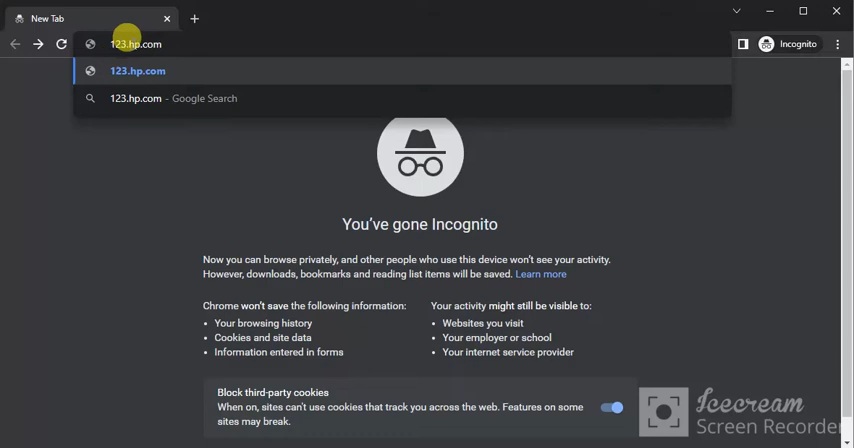 New Tab
123.hp.com
Incognito
123.hp.com
123.hp.com - Google Search
You've gone Incognito
Now you can browse privately, and other people who use this device won't see your activity.
However, downloads, bookmarks and reading list items will be saved. Learn more
Chrome won't save the following information:
• Your browsing history
• Cookies and site data
• Information entered in forms
Your activity might still be visible to:
• Websites you visit
• Your employer or school
• Your internet service provider
Block third-party cookies
When on, sites can't use cookies that track you across the web. Features on some
sites may break.
Icecream
Screen Recorder